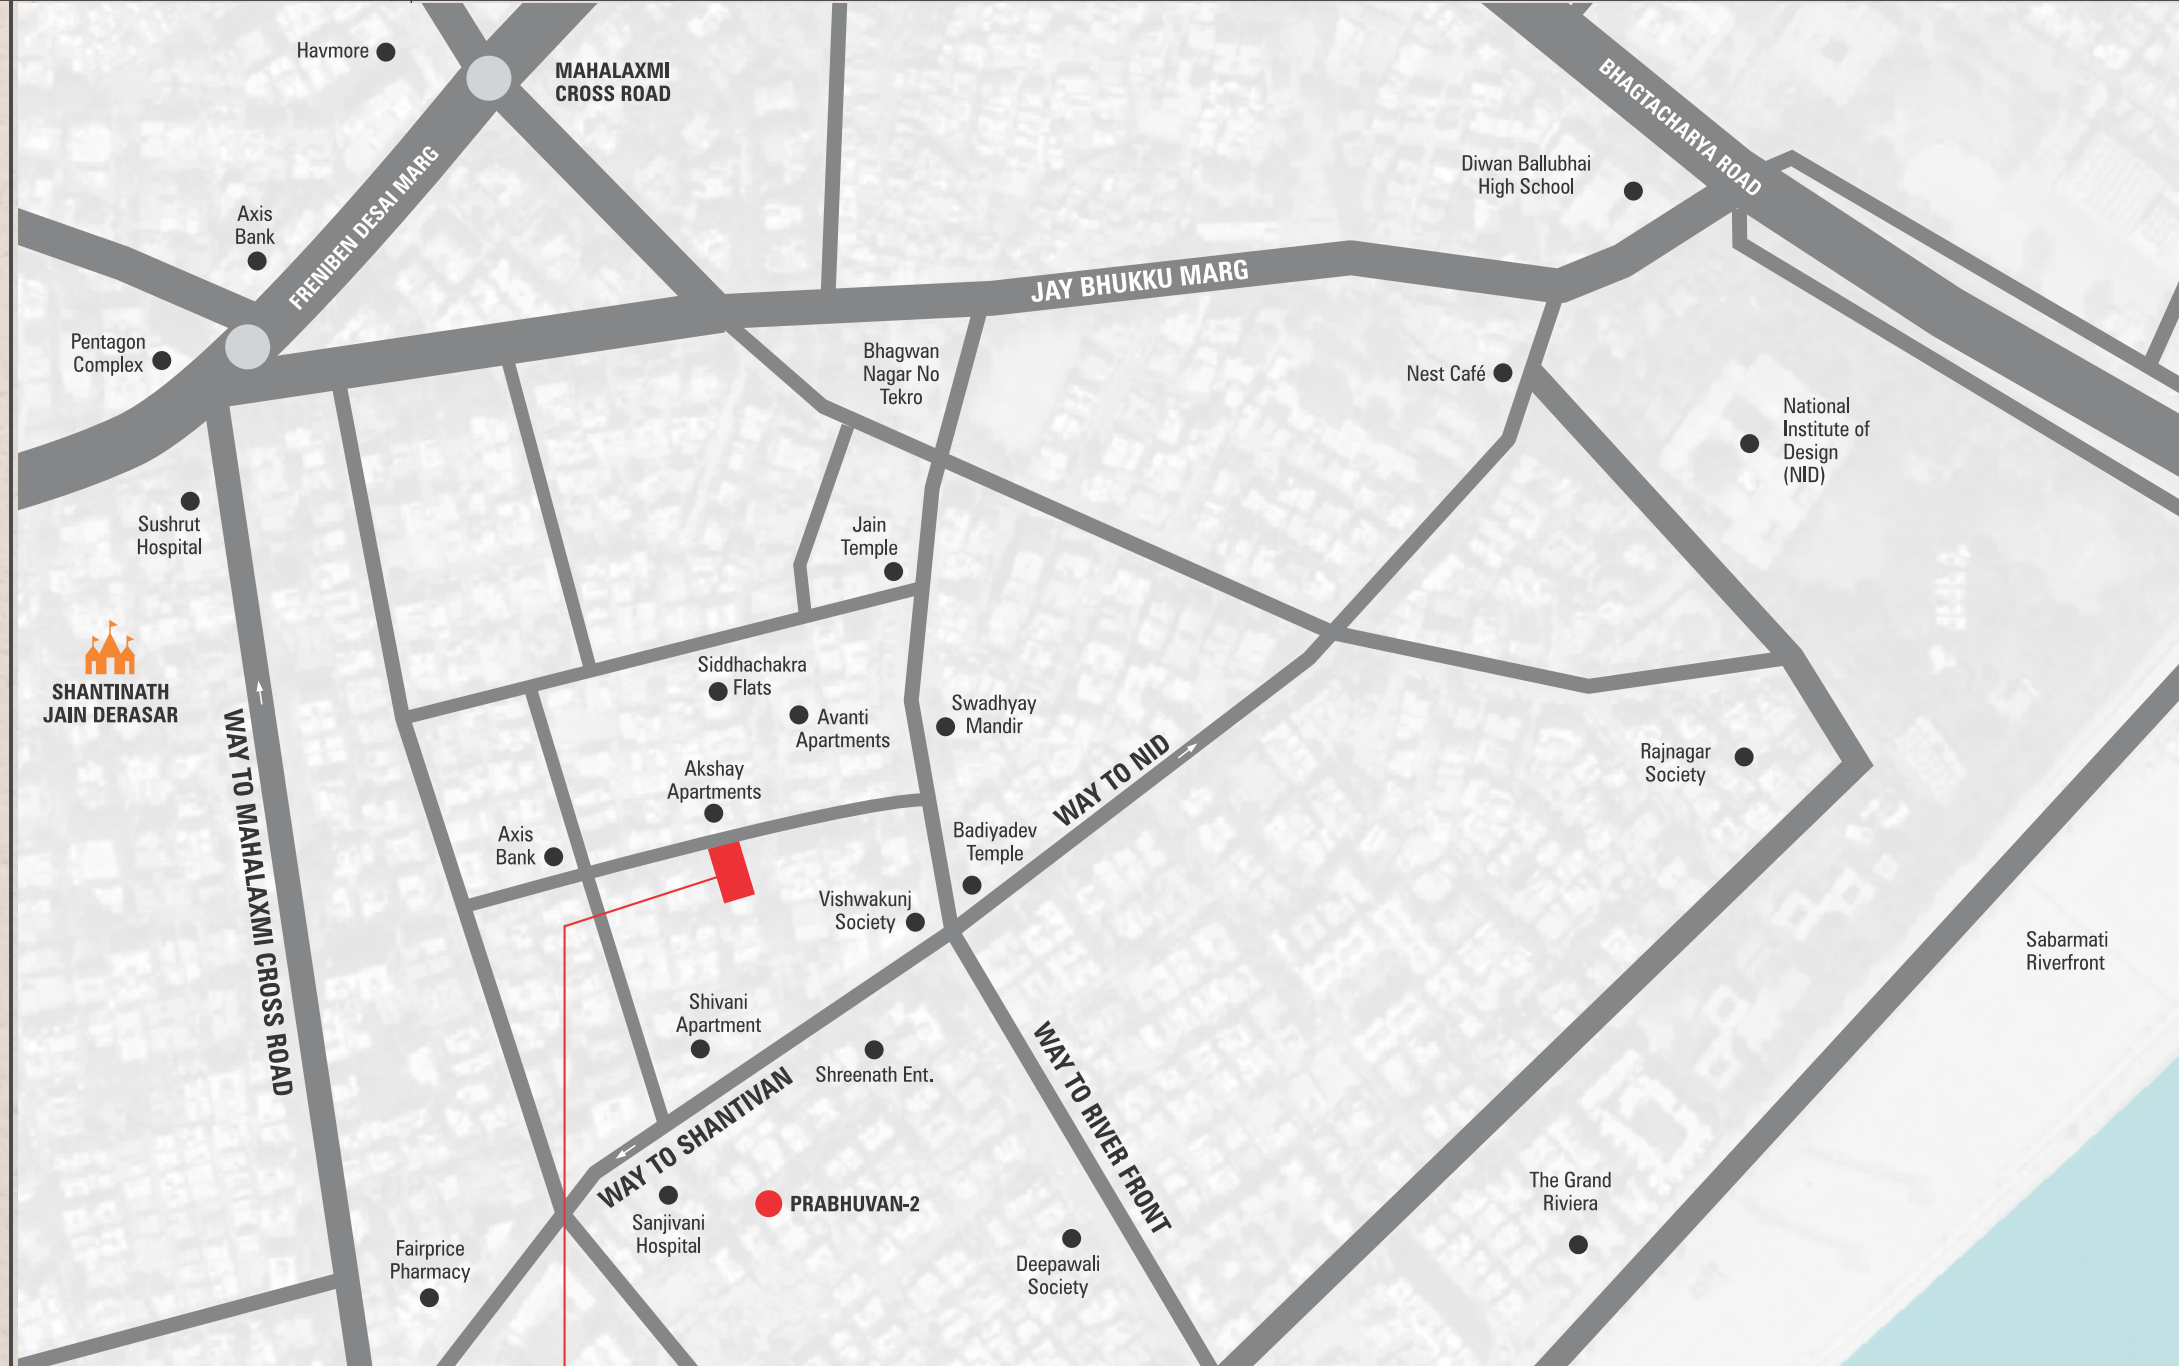 Havmore
MAHALAXMI
CROSS ROAD
BHAGTACHARYA ROAD
Diwan Ballubhai
High School
Axis
Bank
FRENIBEN DESAI MARG
JAY BHUKKU MARG
Pentagon
Complex
Bhagwan
Nagar No
Tekro
Nest Café
National
Institute of
Design
(NID)
Sushrut
Hospital
Jain
Temple
SHANTINATH
JAIN DERASAR
Siddhachakra
Flats
Avanti
Apartments
Swadhyay
Mandir
WAY TO NID
Rajnagar
Society
Akshay
Apartments
WAY TO MAHALAXMI CROSS ROAD
Axis
Bank
Badiyadev
Temple
Vishwakunj
Society
Sabarmati
Riverfront
Shivani
Apartment
Shreenath Ent.
WAY TO SHANTIVAN
WAY TO RIVER FRONT
The Grand
Riviera
PRABHUVAN-2
Sanjivani
Hospital
Fairprice
Pharmacy
Deepawali
Society